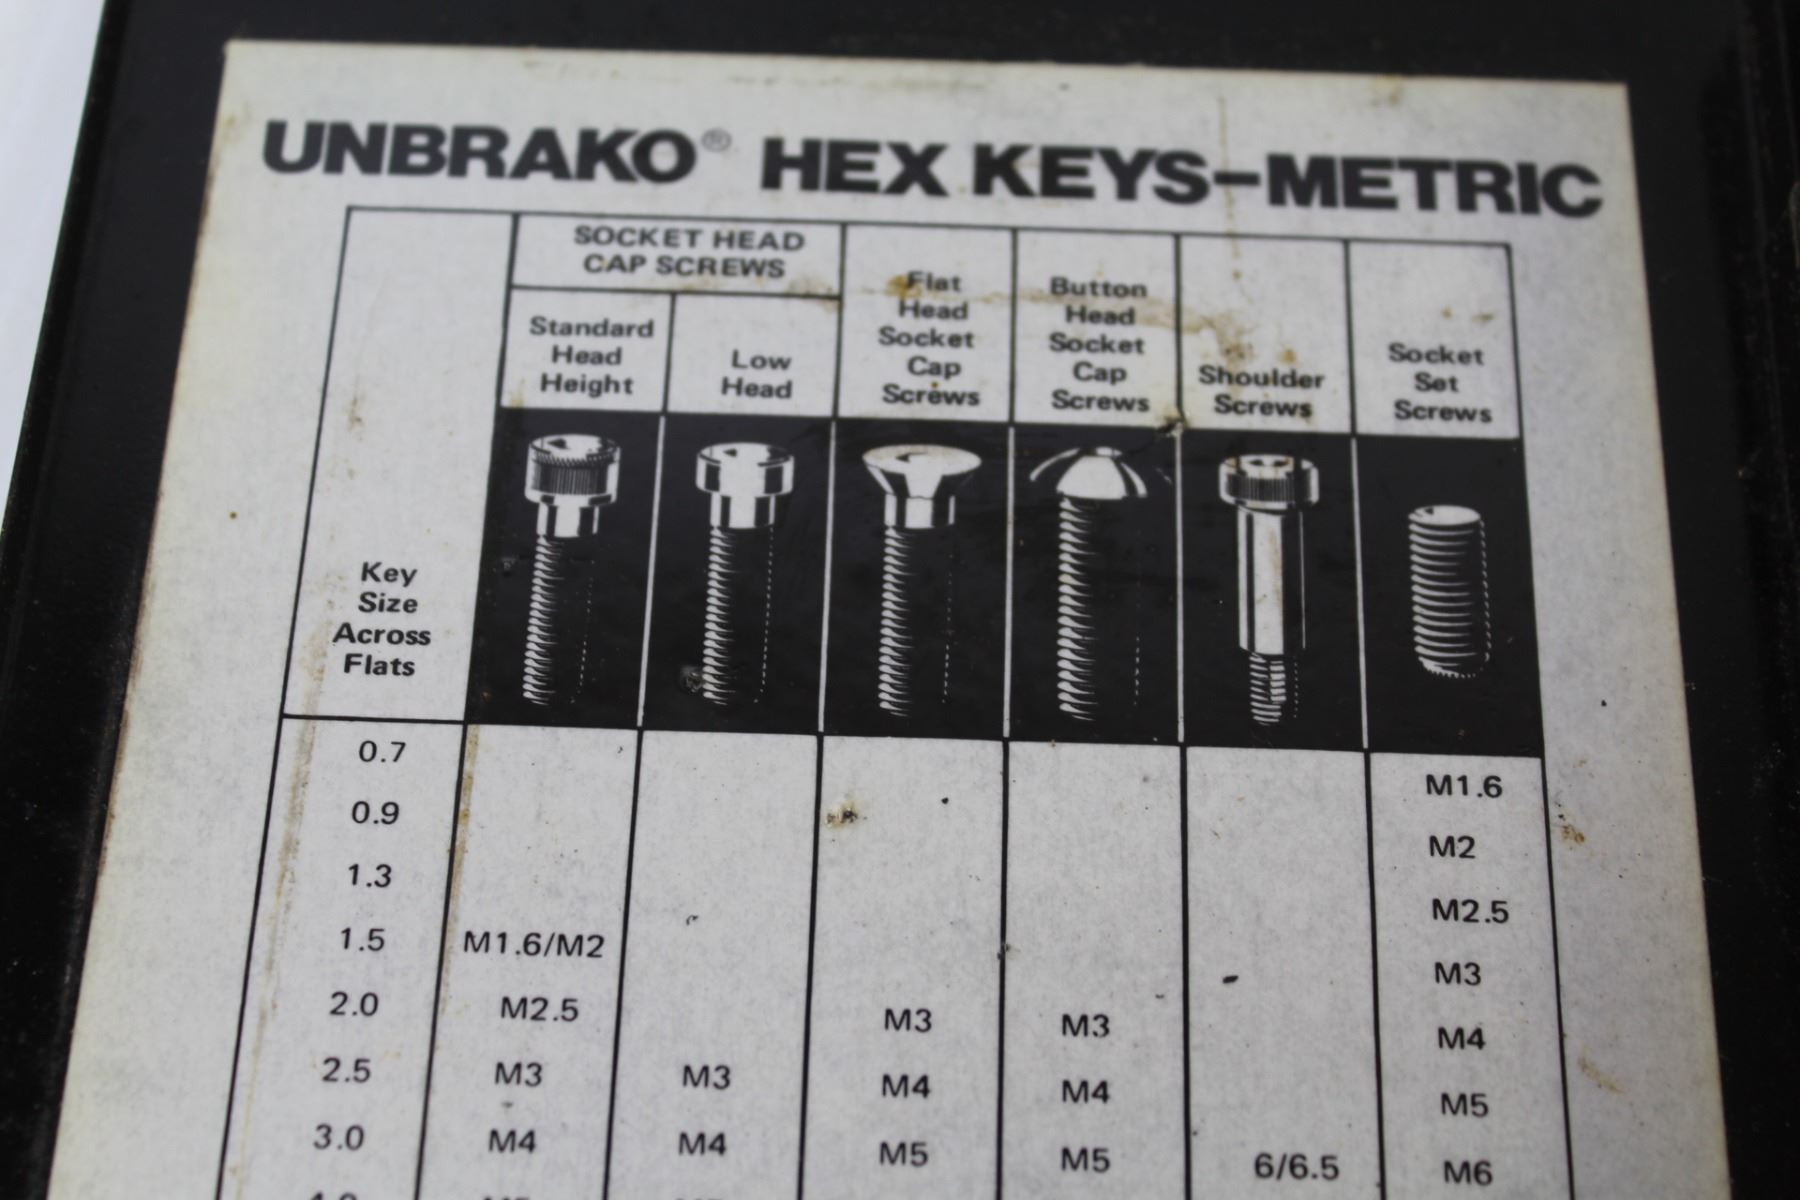 UNBRAKO® HEX KEYS–METRIC
SOCKET HEAD
CAP SCREWS
Standard
Head
Height
Low
Head
Flat
Head
Socket
Cap
Screws
Button
Head
Socket
Cap
Screws
Shoulder
Screws
Socket
Set
Screws
Key
Size
Across
Flats
0.7 M1.6
0.9 M2
1.3 M2.5
1.5 M1.6/M2 M3
2.0 M2.5 M3 M3 M4
2.5 M3 M3 M4 M4 M5
3.0 M4 M4 M5 M5 6/6.5 M6